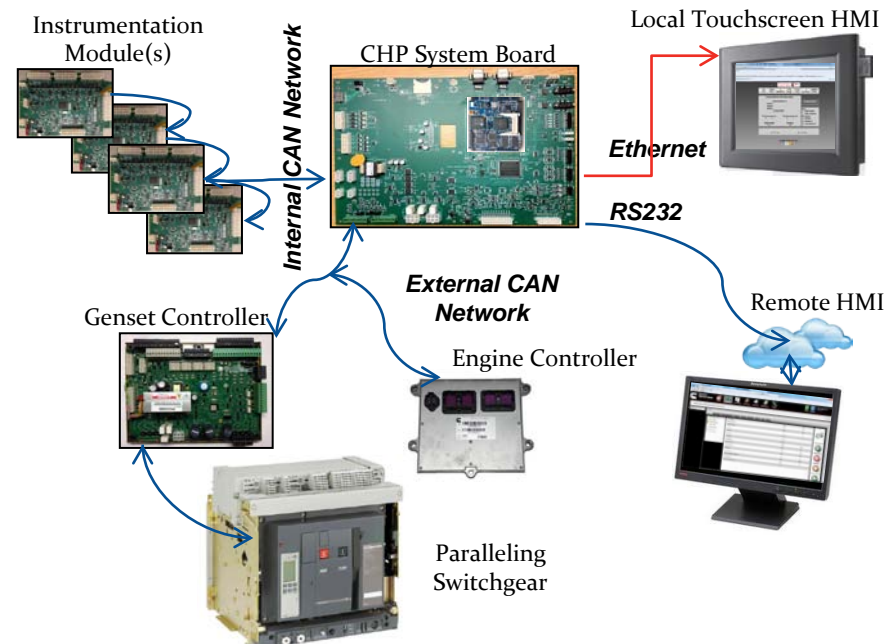 Instrumentation
Module(s)
CHP System Board
Local Touchscreen HMI
Internal CAN Network
Ethernet
RS232
External CAN
Network
Remote HMI
Genset Controller
Engine Controller
Paralleling
Switchgear